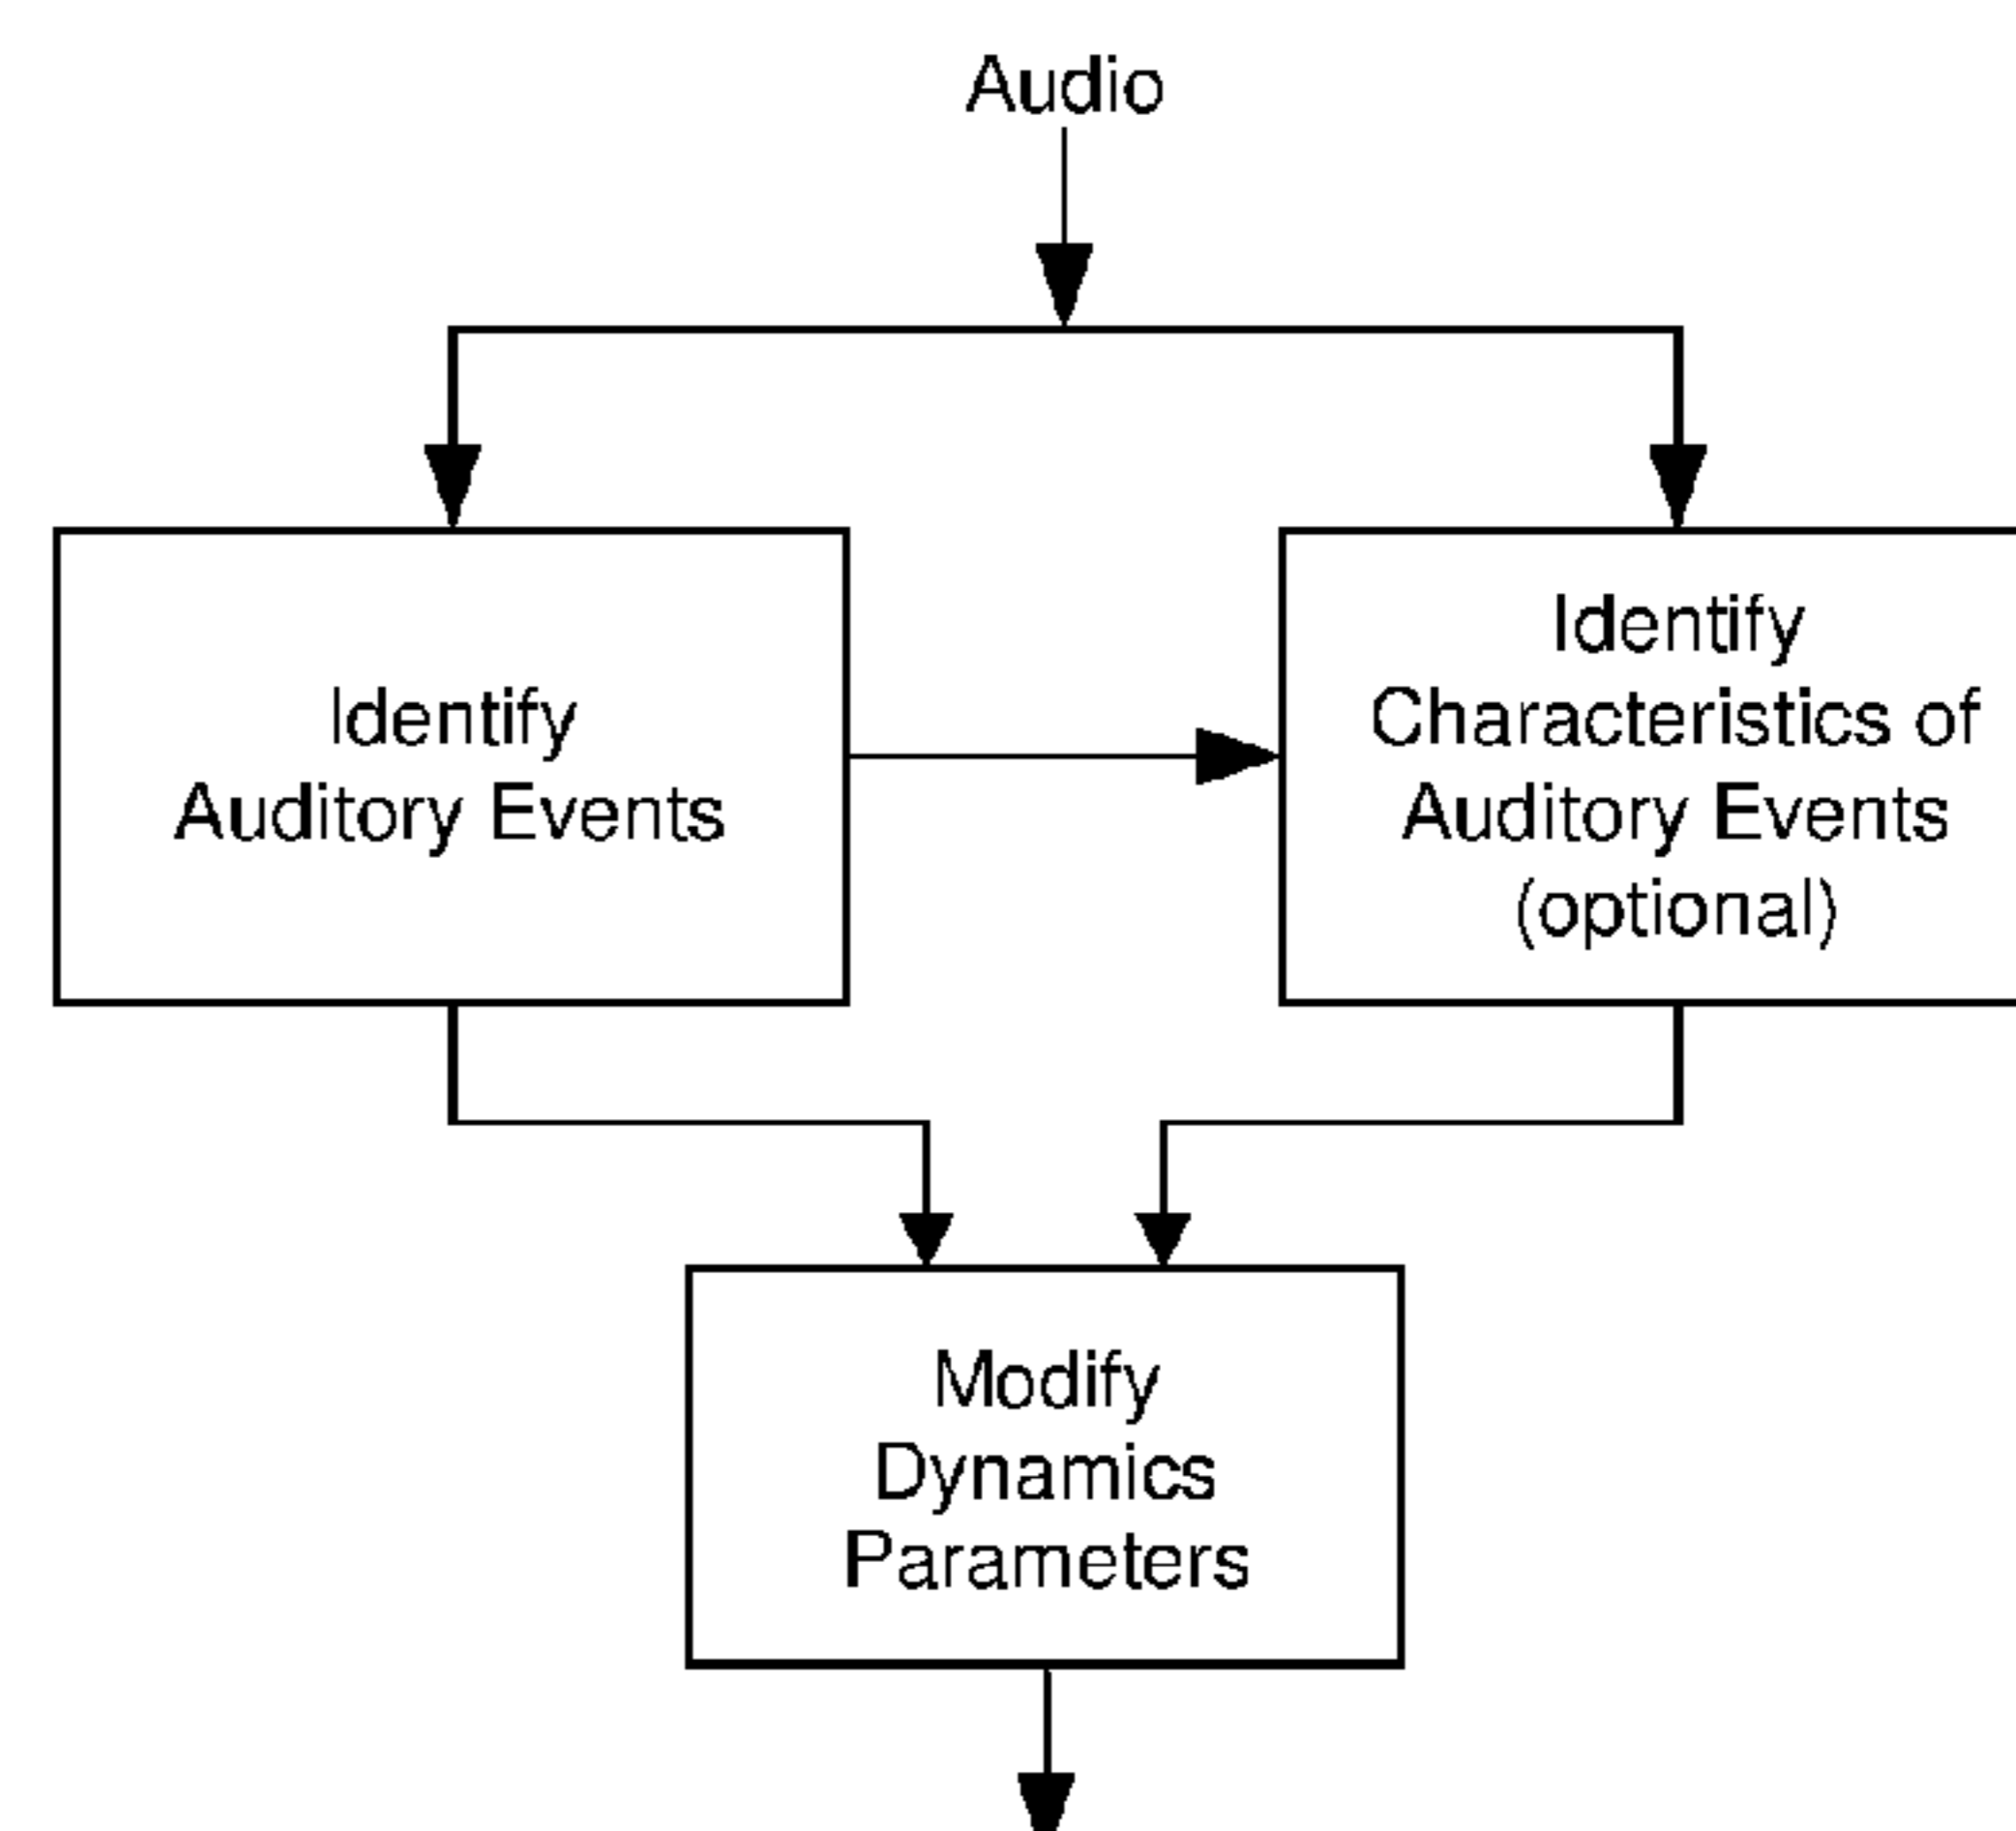 Audio
Identify
Auditory Events
Identify
Characteristics of
Auditory Events
(optional)
Modify
Dynamics
Parameters